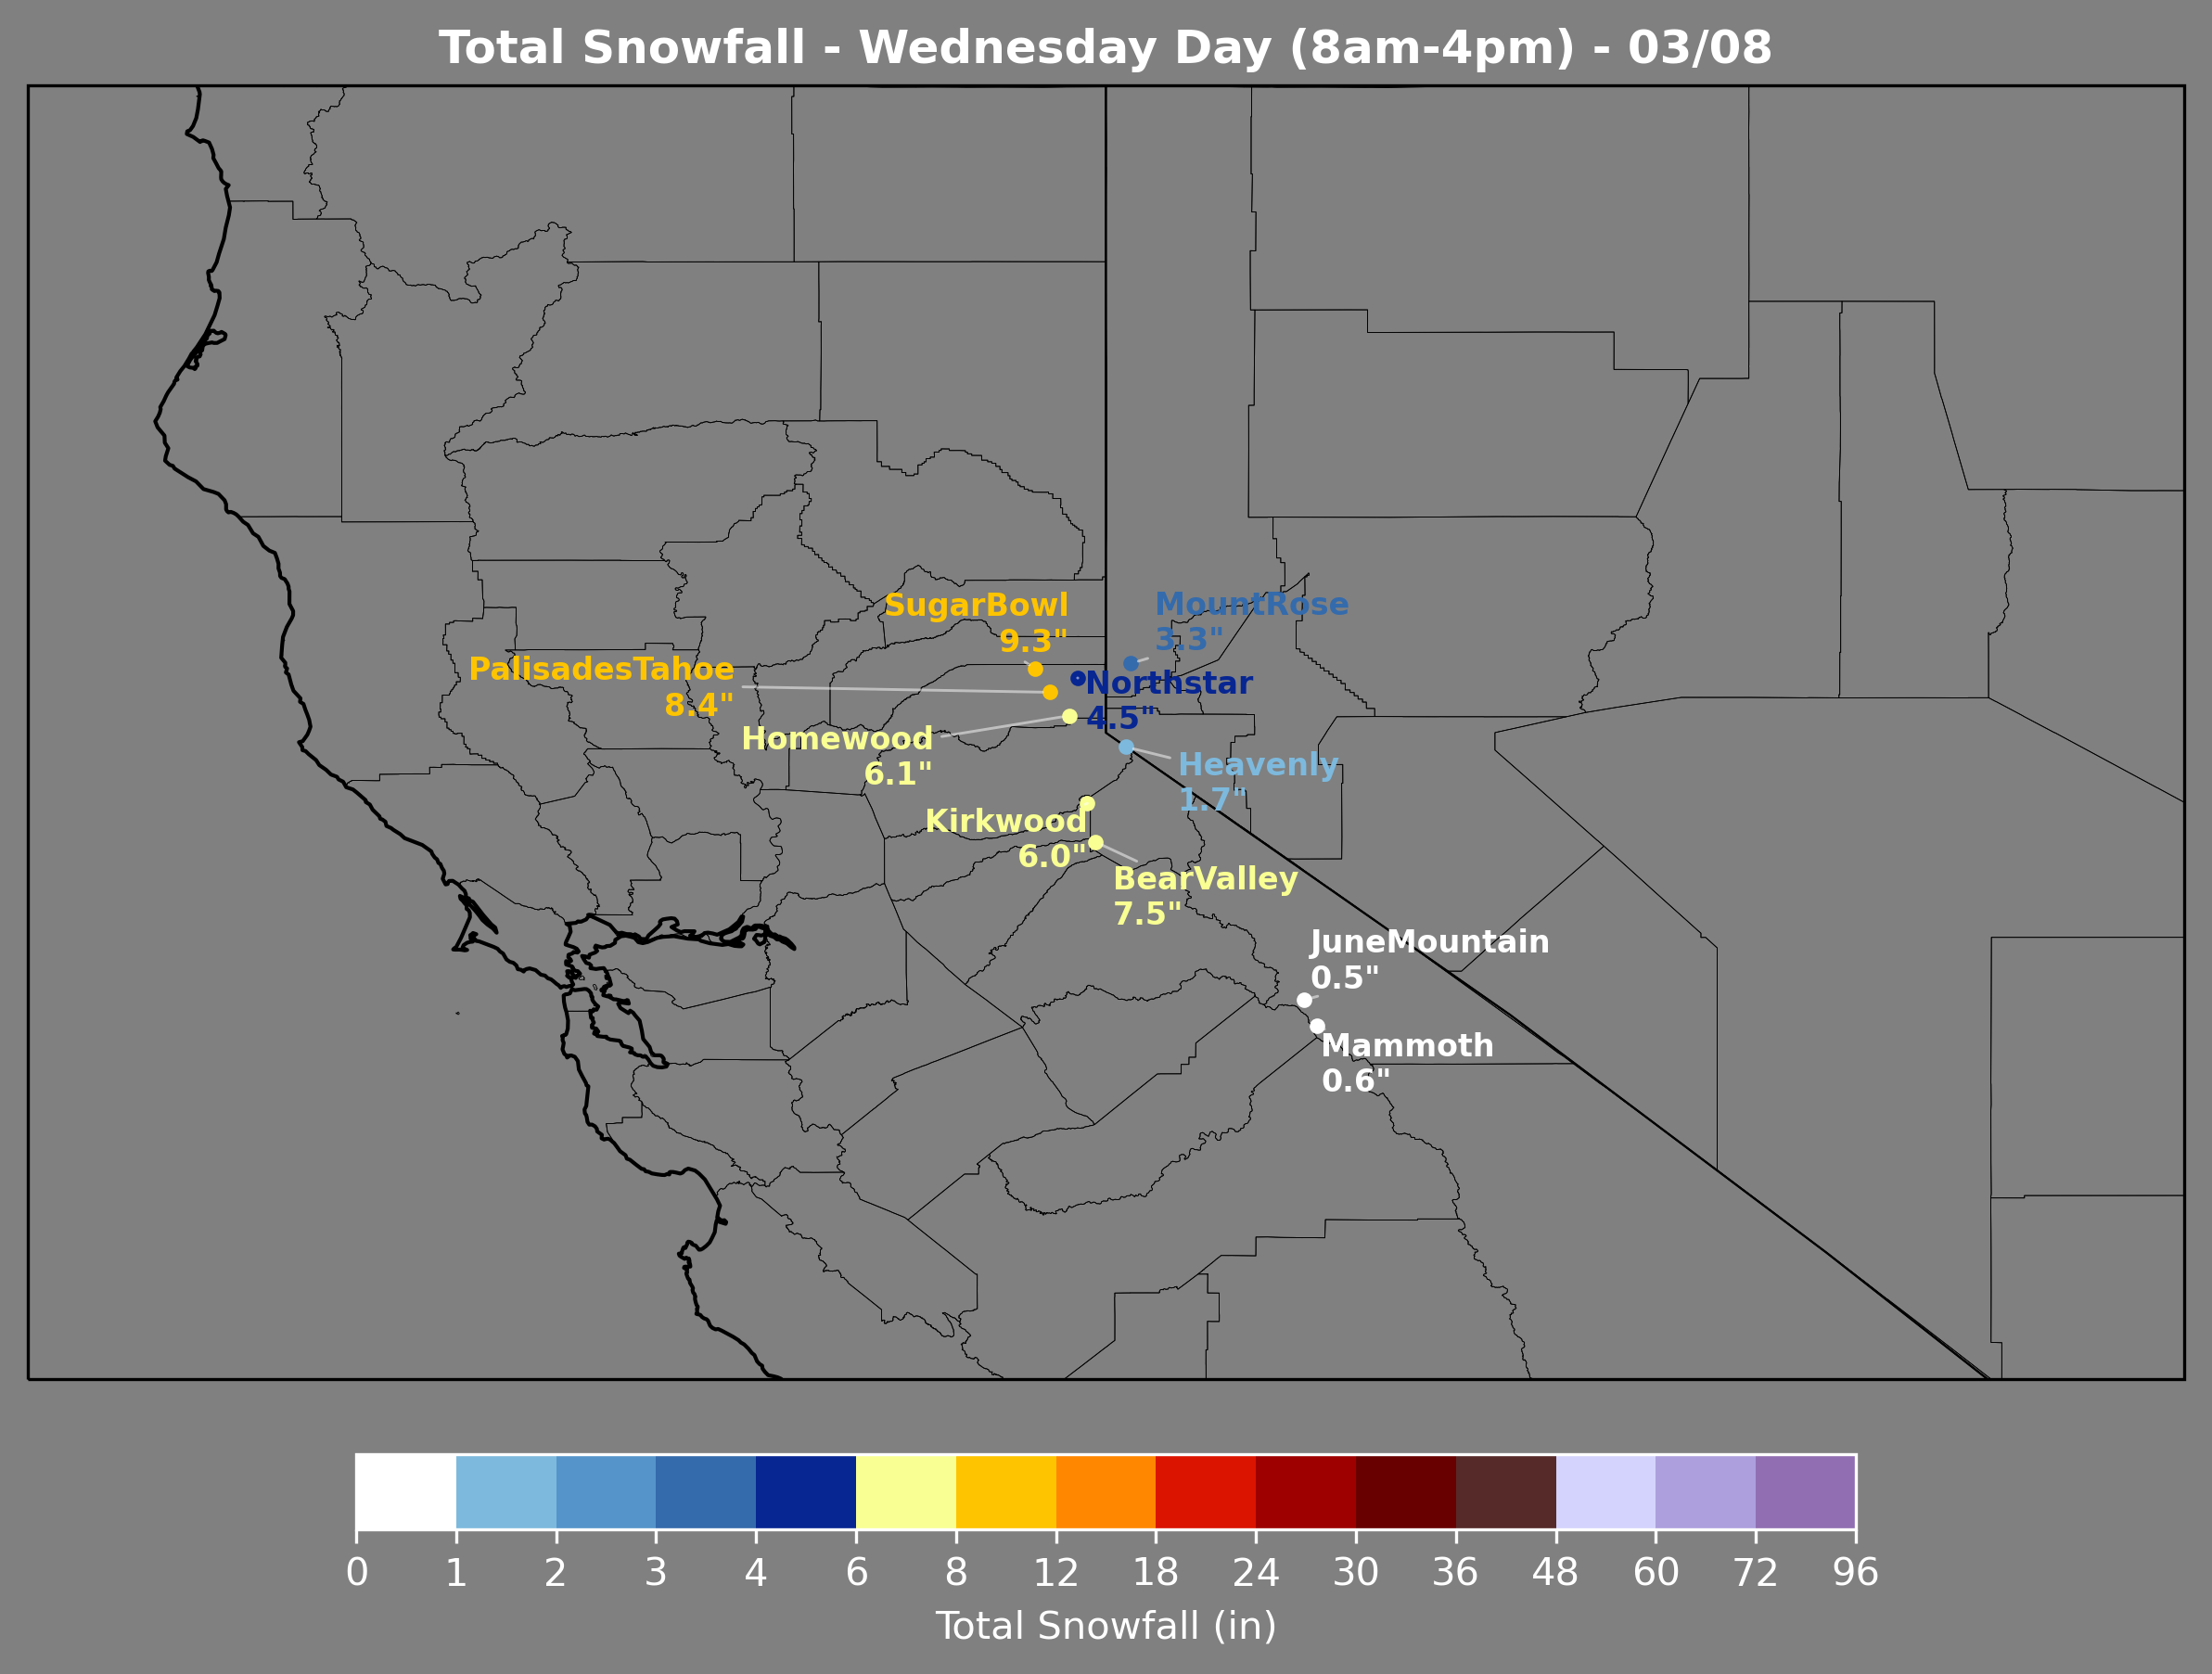 Total Snowfall - Wednesday Day (8am-4pm) - 03/08
SugarBowl
9.3"
MountRose
3.3"
PalisadesTahoe
8.4"
Northstar
4.5"
Homewood
6.1"
Heavenly
1.7"
Kirkwood
6.0"
BearValley
7.5"
JuneMountain
0.5"
Mammoth
0.6"
0 1 2 3 4 6 8 12 18 24 30 36 48 60 72 96
Total Snowfall (in)